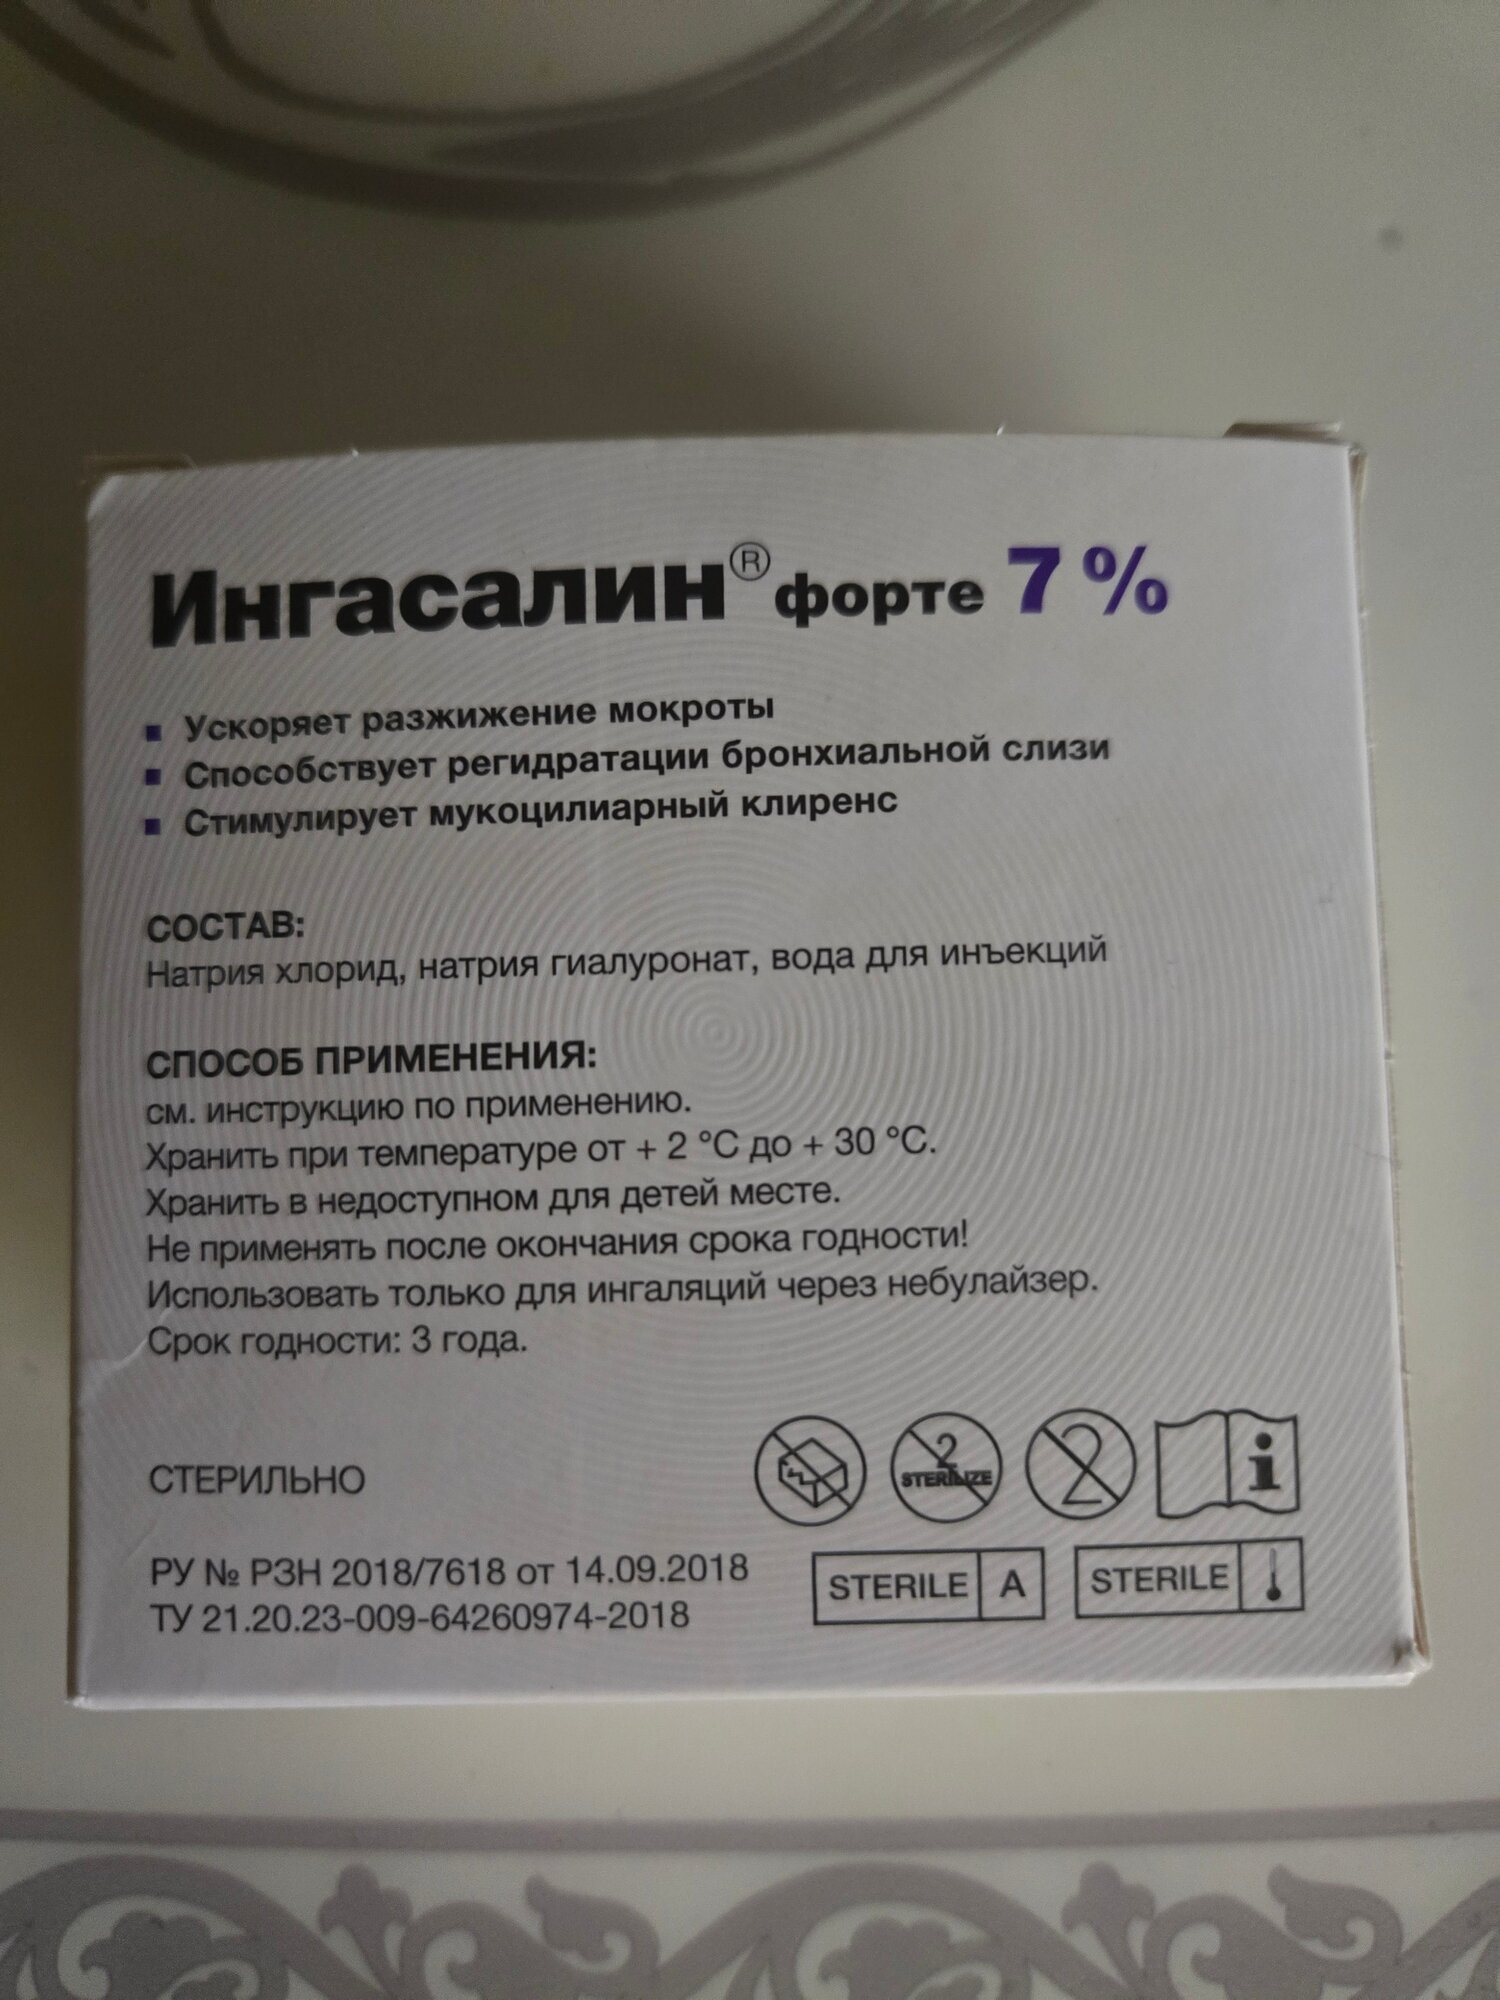 Ингасалин® форте 7 %
▪ Ускоряет разжижение мокроты
▪ Способствует регидратации бронхиальной слизи
▪ Стимулирует мукоцилиарный клиренс
СОСТАВ:
Натрия хлорид, натрия гиалуронат, вода для инъекций
СПОСОБ ПРИМЕНЕНИЯ:
см. инструкцию по применению.
Хранить при температуре от + 2 °C до + 30 °C.
Хранить в недоступном для детей месте.
Не применять после окончания срока годности!
Использовать только для ингаляций через небулайзер.
Срок годности: 3 года.
2 STERILIZE 2 i
СТЕРИЛЬНО
РУ № РЗН 2018/7618 от 14.09.2018
STERILE A STERILE
ТУ 21.20.23-009-64260974-2018